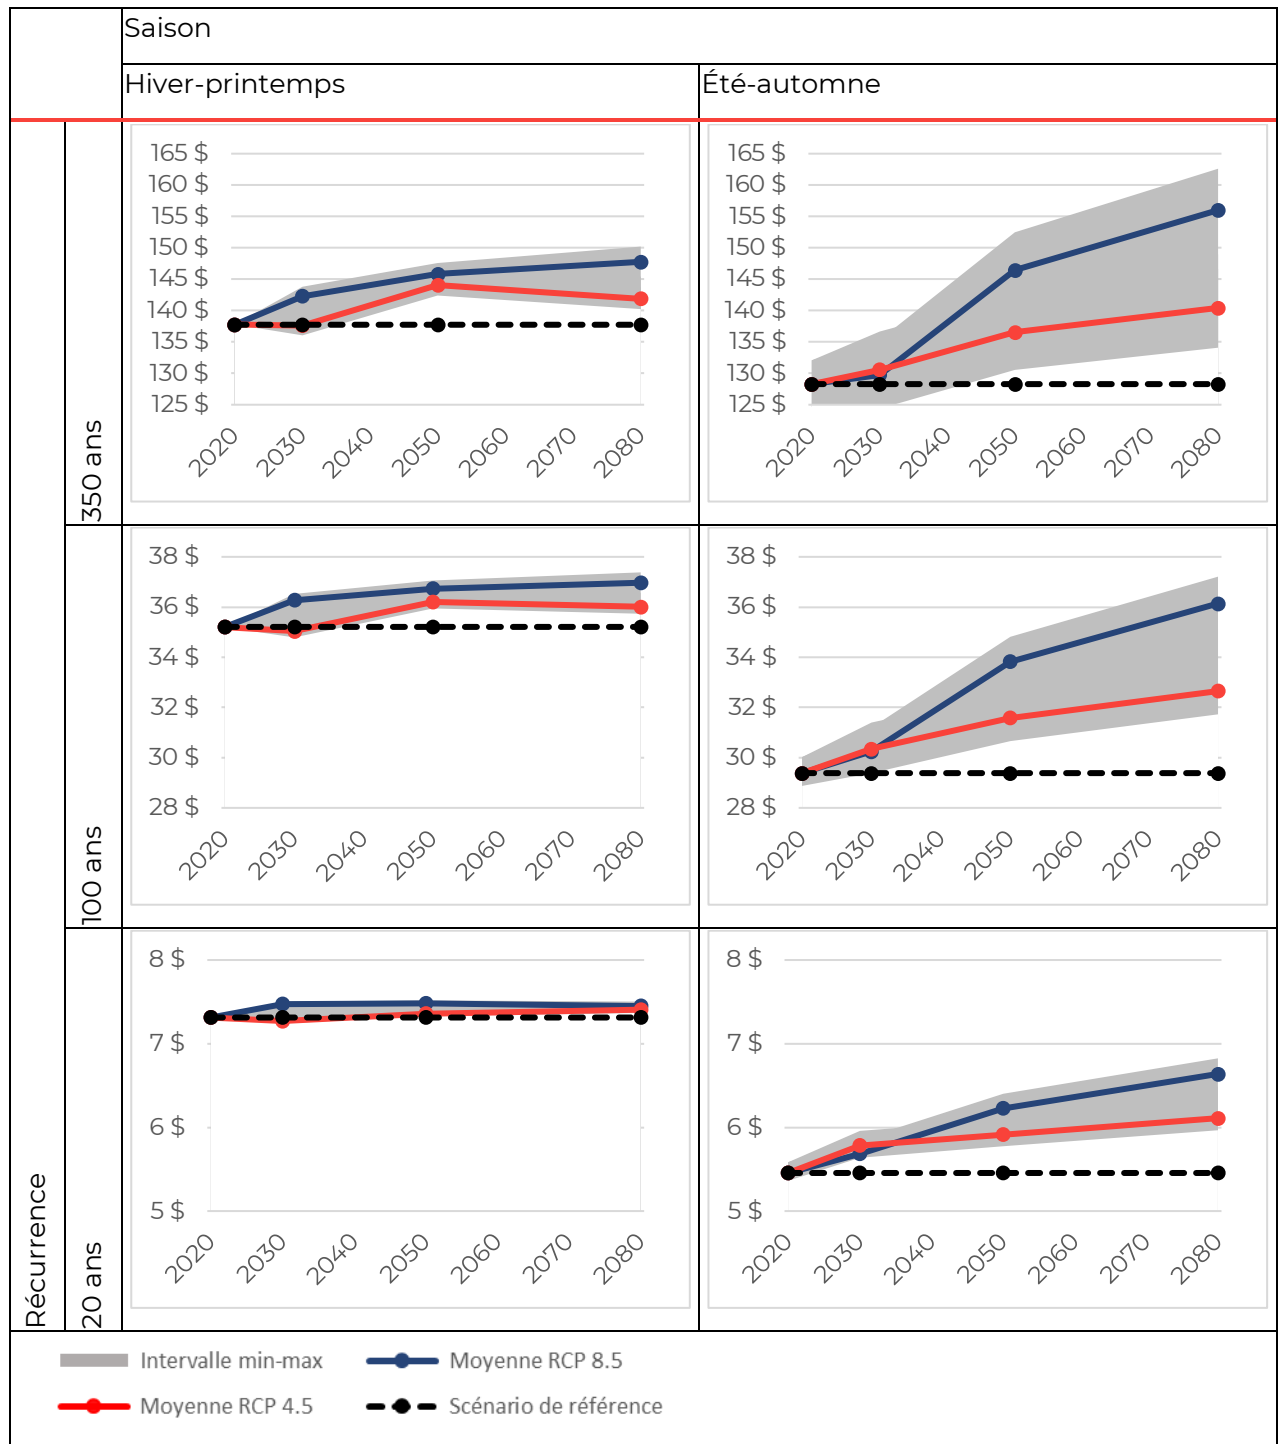 Saison
Hiver-printemps
Été-automne
Récurrence
350 ans
165 $
160 $
155 $
150 $
145 $
140 $
135 $
130 $
125 $
2020 2030 2040 2050 2060 2070 2080
165 $
160 $
155 $
150 $
145 $
140 $
135 $
130 $
125 $
2020 2030 2040 2050 2060 2070 2080
100 ans
38 $
36 $
34 $
32 $
30 $
28 $
2020 2030 2040 2050 2060 2070 2080
38 $
36 $
34 $
32 $
30 $
28 $
2020 2030 2040 2050 2060 2070 2080
20 ans
8 $
7 $
6 $
5 $
2020 2030 2040 2050 2060 2070 2080
8 $
7 $
6 $
5 $
2020 2030 2040 2050 2060 2070 2080
Intervalle min-max
Moyenne RCP 8.5
Moyenne RCP 4.5
Scénario de référence